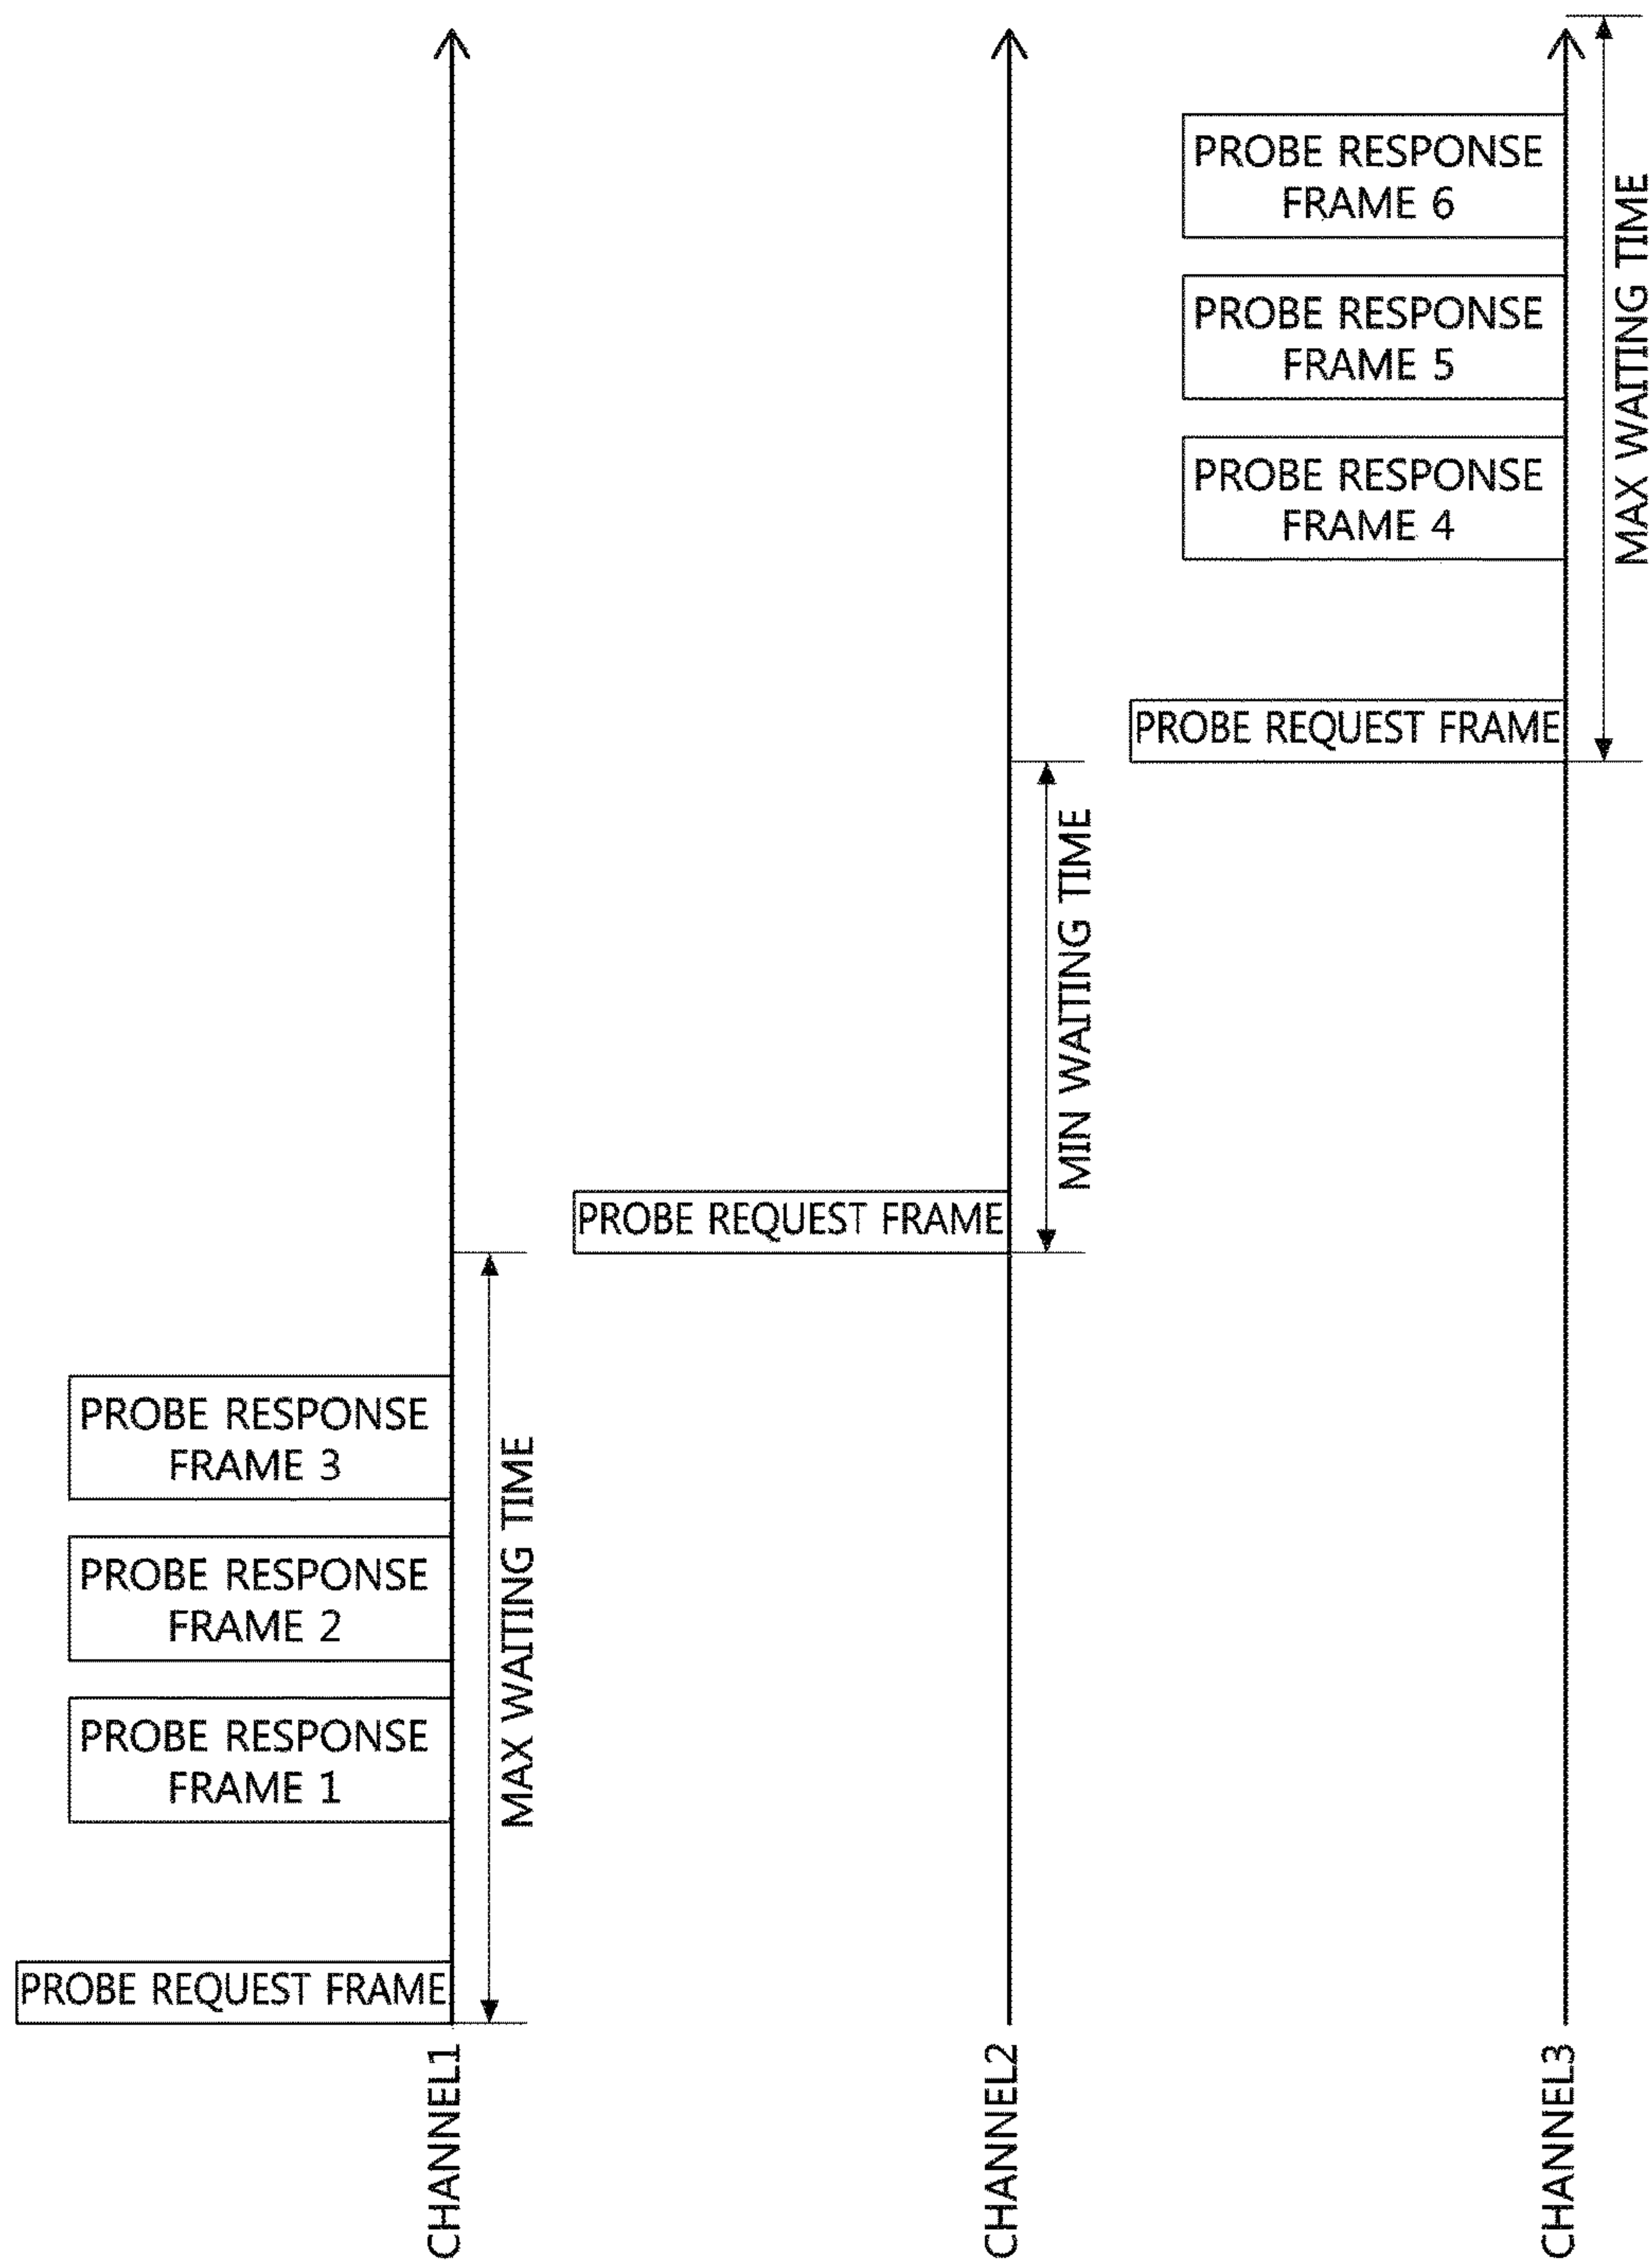 PROBE REQUEST FRAME
PROBE RESPONSE
FRAME 1
PROBE RESPONSE
FRAME 2
PROBE RESPONSE
FRAME 3
MAX WAITING TIME
CHANNEL1
PROBE REQUEST FRAME
MIN WAITING TIME
CHANNEL2
PROBE REQUEST FRAME
PROBE RESPONSE
FRAME 4
PROBE RESPONSE
FRAME 5
PROBE RESPONSE
FRAME 6
MAX WAITING TIME
CHANNEL3